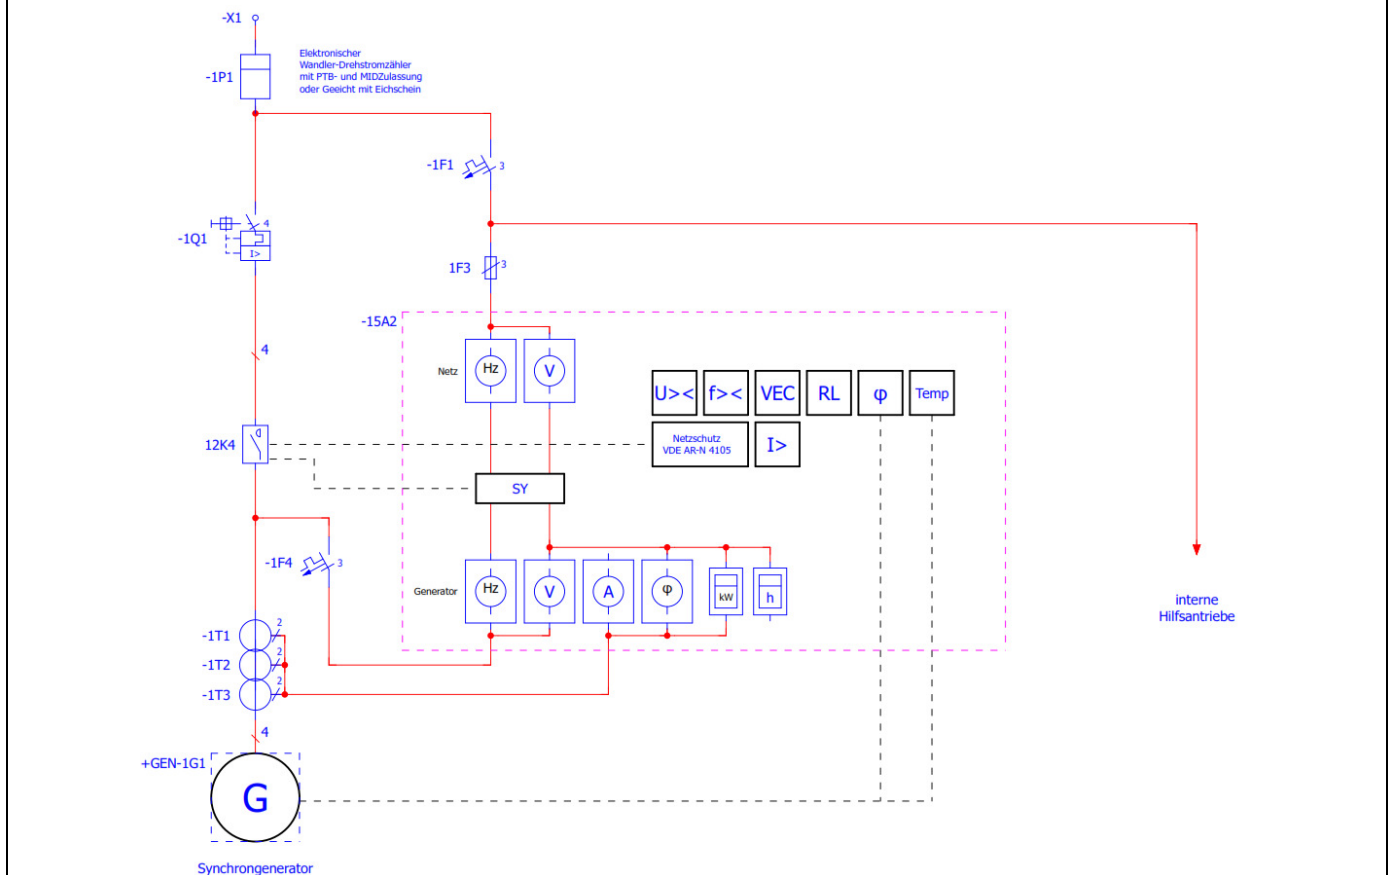 -X1
-1P1
Elektronischer
Wandler-Drehstromzähler
mit PTB- und MIDZulassung
oder Geeicht mit Eichschein
-1F1
3
-1Q1
4
I>
1F3
3
-15A2
4
Netz
Hz
V
U><
f><
VEC
RL
φ
Temp
12K4
Netzschutz
VDE AR-N 4105
I>
SY
-1F4
3
Generator
Hz
V
A
φ
kW
h
interne
Hilfsantriebe
-1T1
2
-1T2
2
-1T3
2
4
+GEN-1G1
G
Synchrongenerator